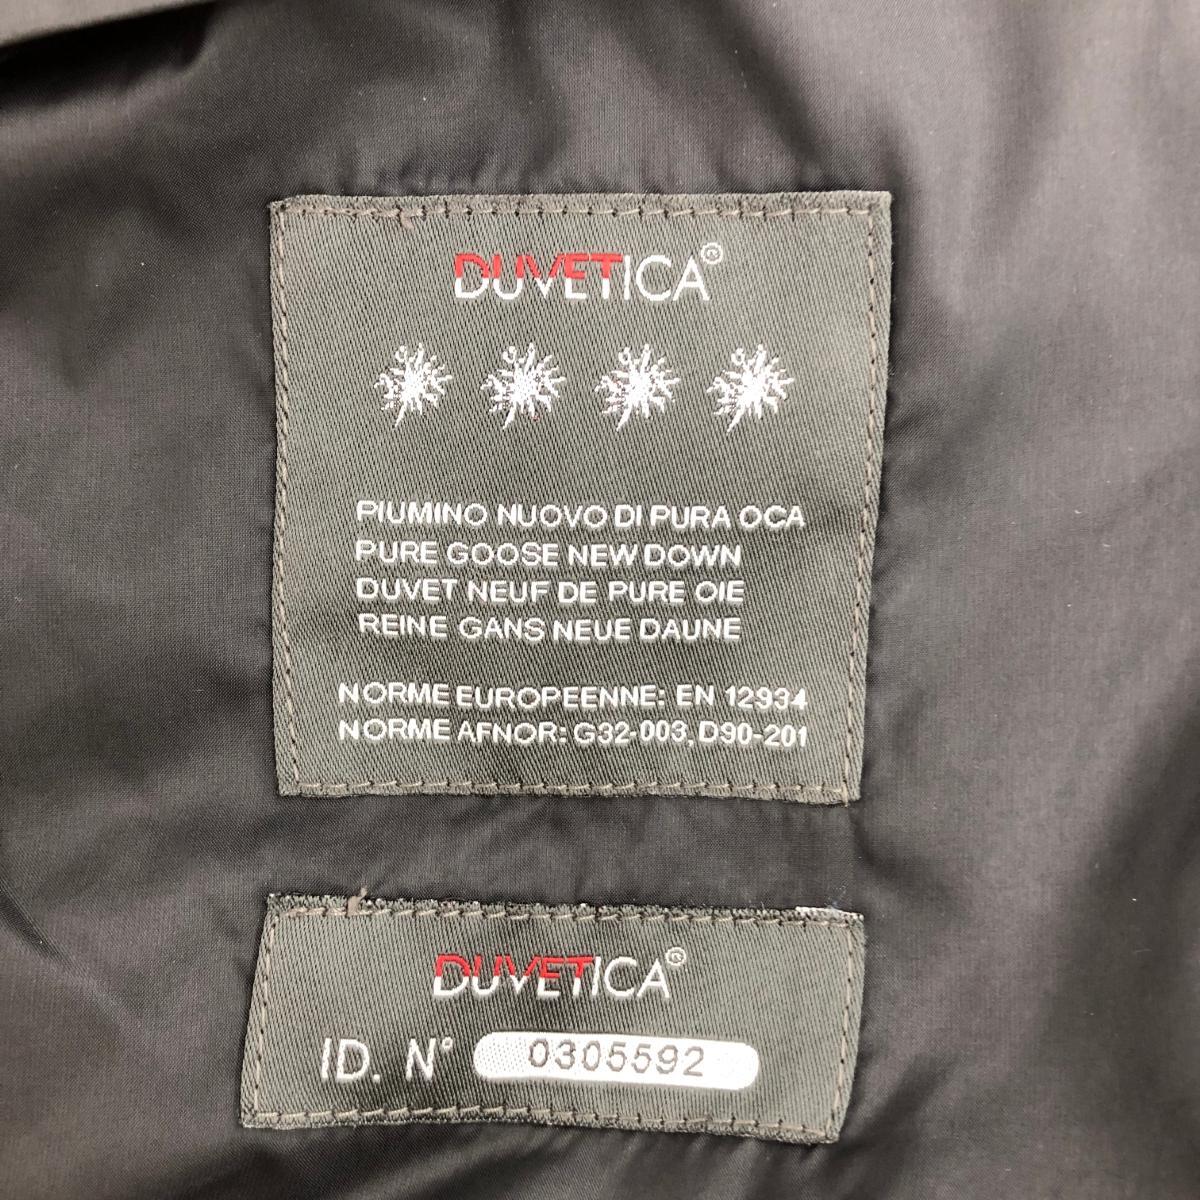 DUVETICA®
PIUMINO NUOVO DI PURA OCA
PURE GOOSE NEW DOWN
DUVET NEUF DE PURE OIE
REINE GANS NEUE DAUNE
NORME EUROPEENNE: EN 12934
NORME AFNOR: G32-003, D90-201
DUVETICA®
ID. N° 0305592